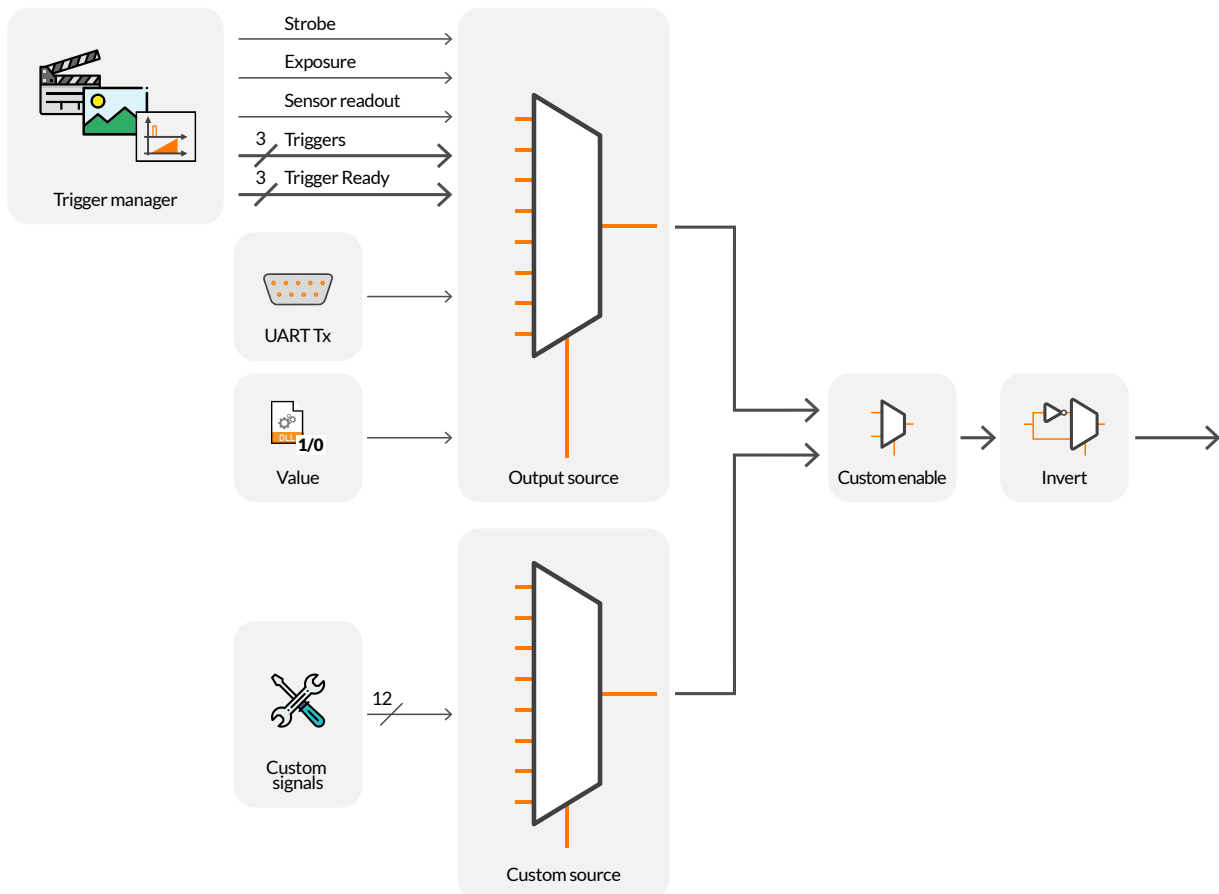 Strobe
Exposure
Sensor readout
3 Triggers
3 Trigger Ready
Trigger manager
UART Tx
DLL
1/0
Value
Output source
Custom enable
Invert
12
Custom
signals
Custom source